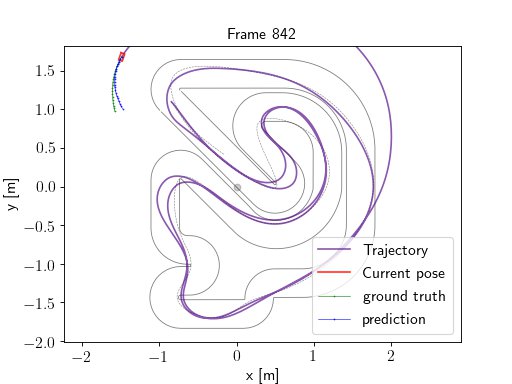 Frame 842
1.5
1.0
0.5
0.0
−0.5
−1.0
−1.5
−2.0
y [m]
−2 −1 0 1 2
x [m]
Trajectory
Current pose
ground truth
prediction